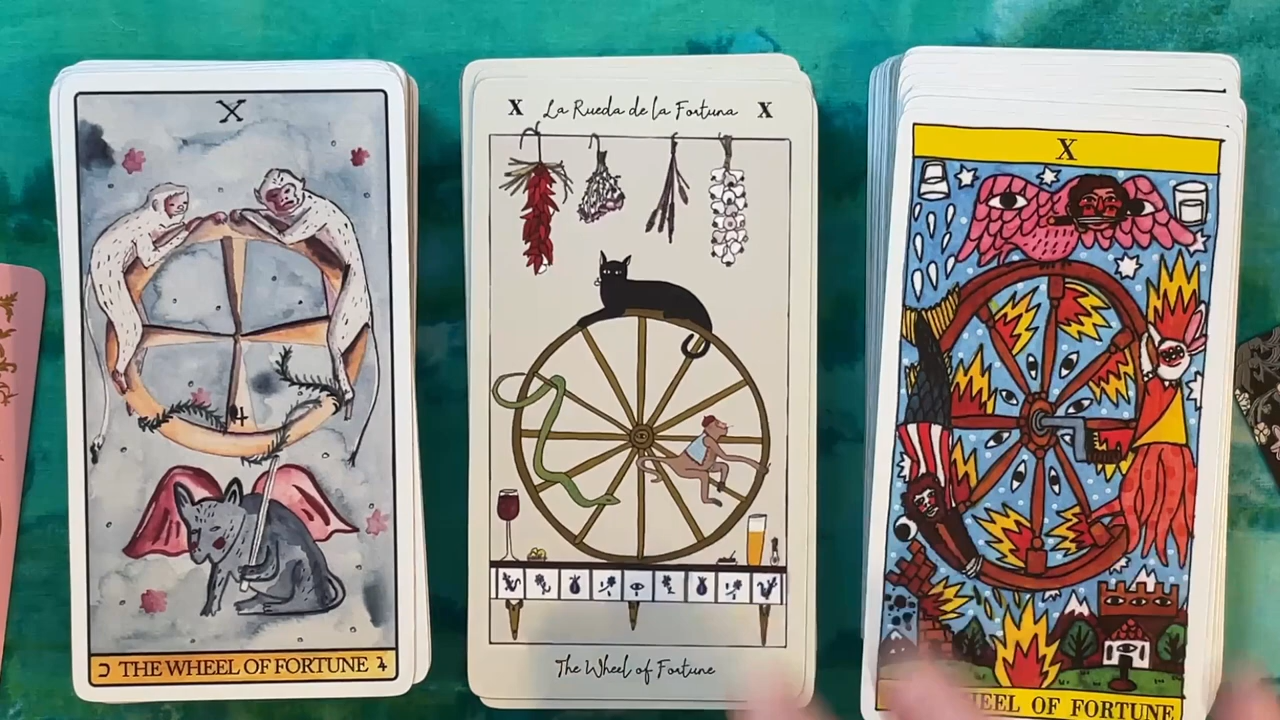 X
כ THE WHEEL OF FORTUNE ♃
X La Rueda de la Fortuna X
The Wheel of Fortune
X
WHEEL OF FORTUNE